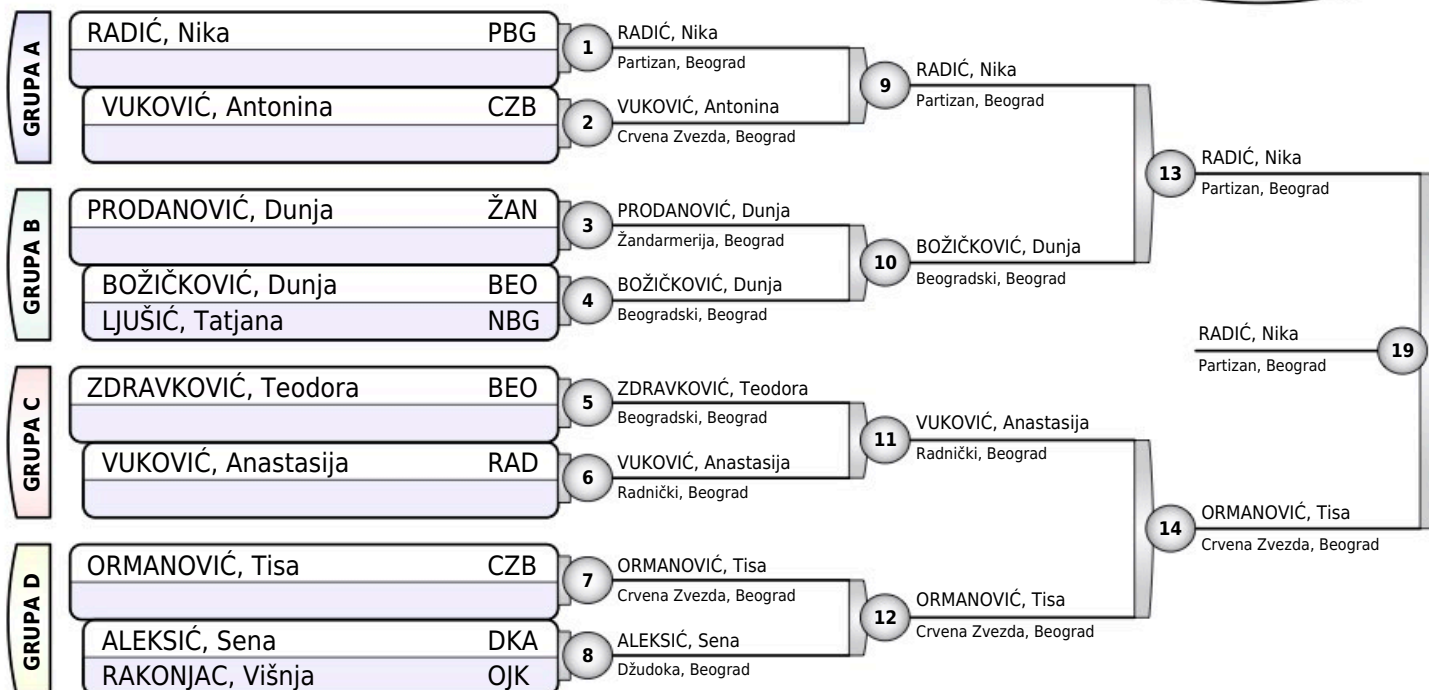 GRUPA A
RADIĆ, Nika PBG
VUKOVIĆ, Antonina CZB
1
RADIĆ, Nika
Partizan, Beograd
2
VUKOVIĆ, Antonina
Crvena Zvezda, Beograd
9
RADIĆ, Nika
Partizan, Beograd
GRUPA B
PRODANOVIĆ, Dunja ŽAN
BOŽIČKOVIĆ, Dunja BEO
LJUŠIĆ, Tatjana NBG
3
PRODANOVIĆ, Dunja
Žandarmerija, Beograd
4
BOŽIČKOVIĆ, Dunja
Beogradski, Beograd
10
BOŽIČKOVIĆ, Dunja
Beogradski, Beograd
13
RADIĆ, Nika
Partizan, Beograd
GRUPA C
ZDRAVKOVIĆ, Teodora BEO
VUKOVIĆ, Anastasija RAD
5
ZDRAVKOVIĆ, Teodora
Beogradski, Beograd
6
VUKOVIĆ, Anastasija
Radnički, Beograd
11
VUKOVIĆ, Anastasija
Radnički, Beograd
GRUPA D
ORMANOVIĆ, Tisa CZB
ALEKSIĆ, Sena DKA
RAKONJAC, Višnja OJK
7
ORMANOVIĆ, Tisa
Crvena Zvezda, Beograd
8
ALEKSIĆ, Sena
Džudoka, Beograd
12
ORMANOVIĆ, Tisa
Crvena Zvezda, Beograd
14
ORMANOVIĆ, Tisa
Crvena Zvezda, Beograd
RADIĆ, Nika
Partizan, Beograd
19